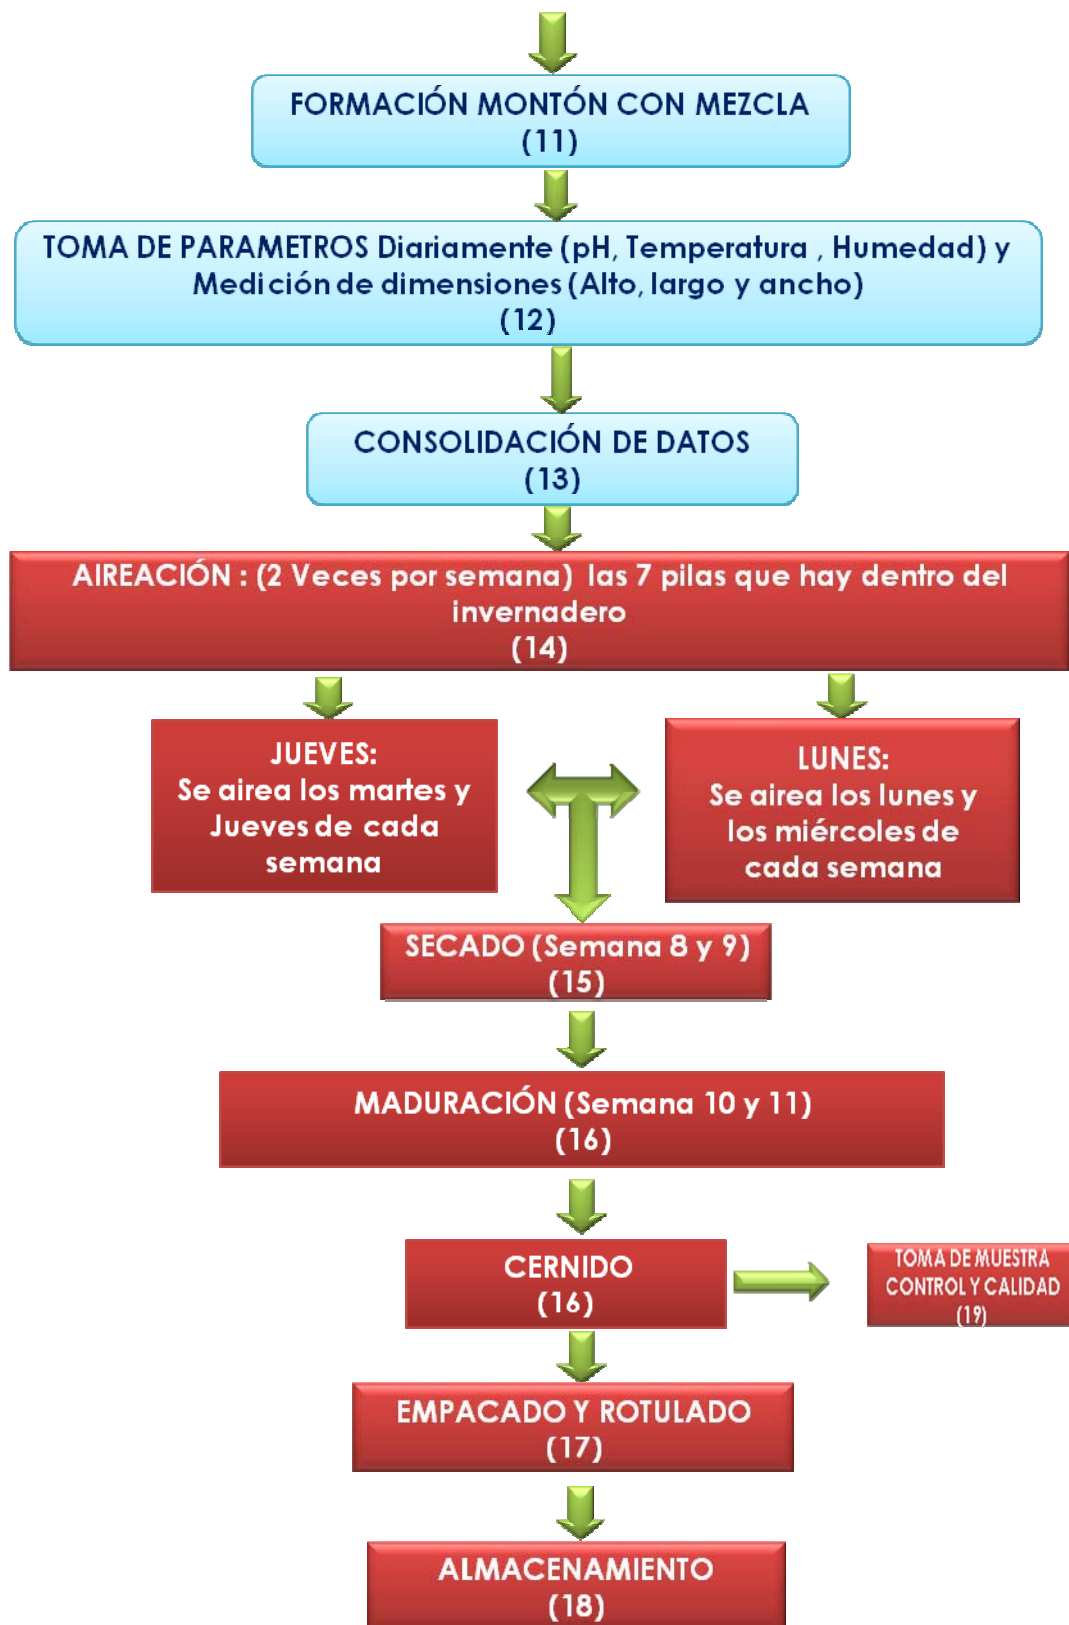 FORMACIÓN MONTÓN CON MEZCLA
(11)
TOMA DE PARAMETROS Diariamente (pH, Temperatura , Humedad) y
Medición de dimensiones (Alto, largo y ancho)
(12)
CONSOLIDACIÓN DE DATOS
(13)
AIREACIÓN : (2 Veces por semana) las 7 pilas que hay dentro del
invernadero
(14)
JUEVES:
Se airea los martes y
Jueves de cada
semana
LUNES:
Se airea los lunes y
los miércoles de
cada semana
SECADO (Semana 8 y 9)
(15)
MADURACIÓN (Semana 10 y 11)
(16)
CERNIDO
(16)
TOMA DE MUESTRA
CONTROL Y CALIDAD
(19)
EMPACADO Y ROTULADO
(17)
ALMACENAMIENTO
(18)